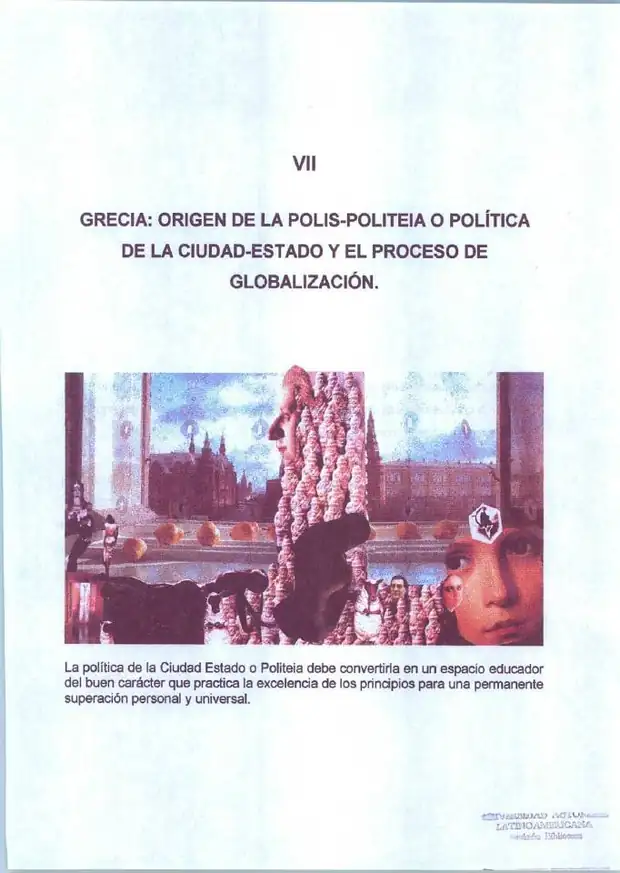 VII
GRECIA: ORIGEN DE LA POLIS-POLITEIA O POLÍTICA
DE LA CIUDAD-ESTADO Y EL PROCESO DE
GLOBALIZACIÓN.
La política de la Ciudad Estado o Politeia debe convertirla en un espacio educador
del buen carácter que practica la excelencia de los principios para una permanente
superación personal y universal.
LATINOAMERICANA
Biblioteca